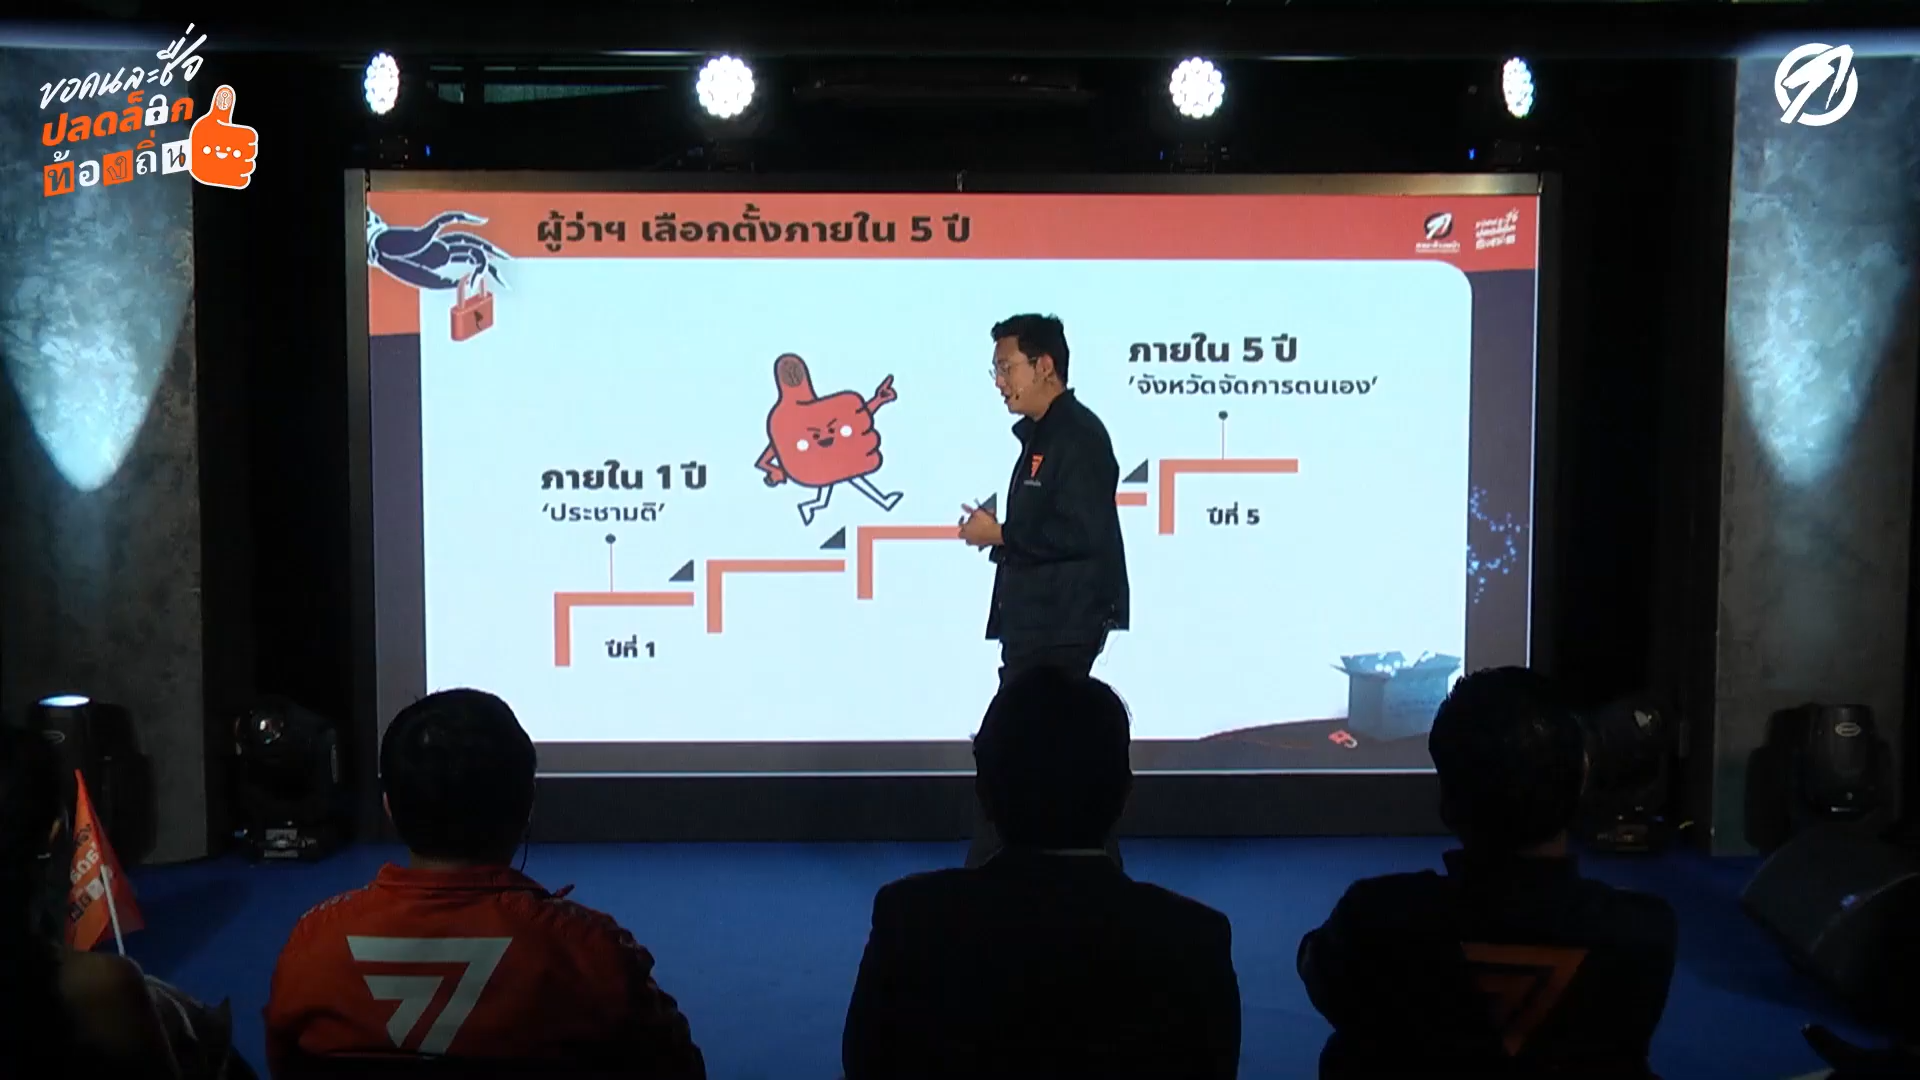 ขอคนละชื่อ
ปลดล็อก
ท้องถิ่น
ผู้ว่าฯ เลือกตั้งภายใน 5 ปี
ภายใน 5 ปี
‘จังหวัดจัดการตนเอง’
ภายใน 1 ปี
‘ประชามติ’
ปีที่ 5
ปีที่ 1